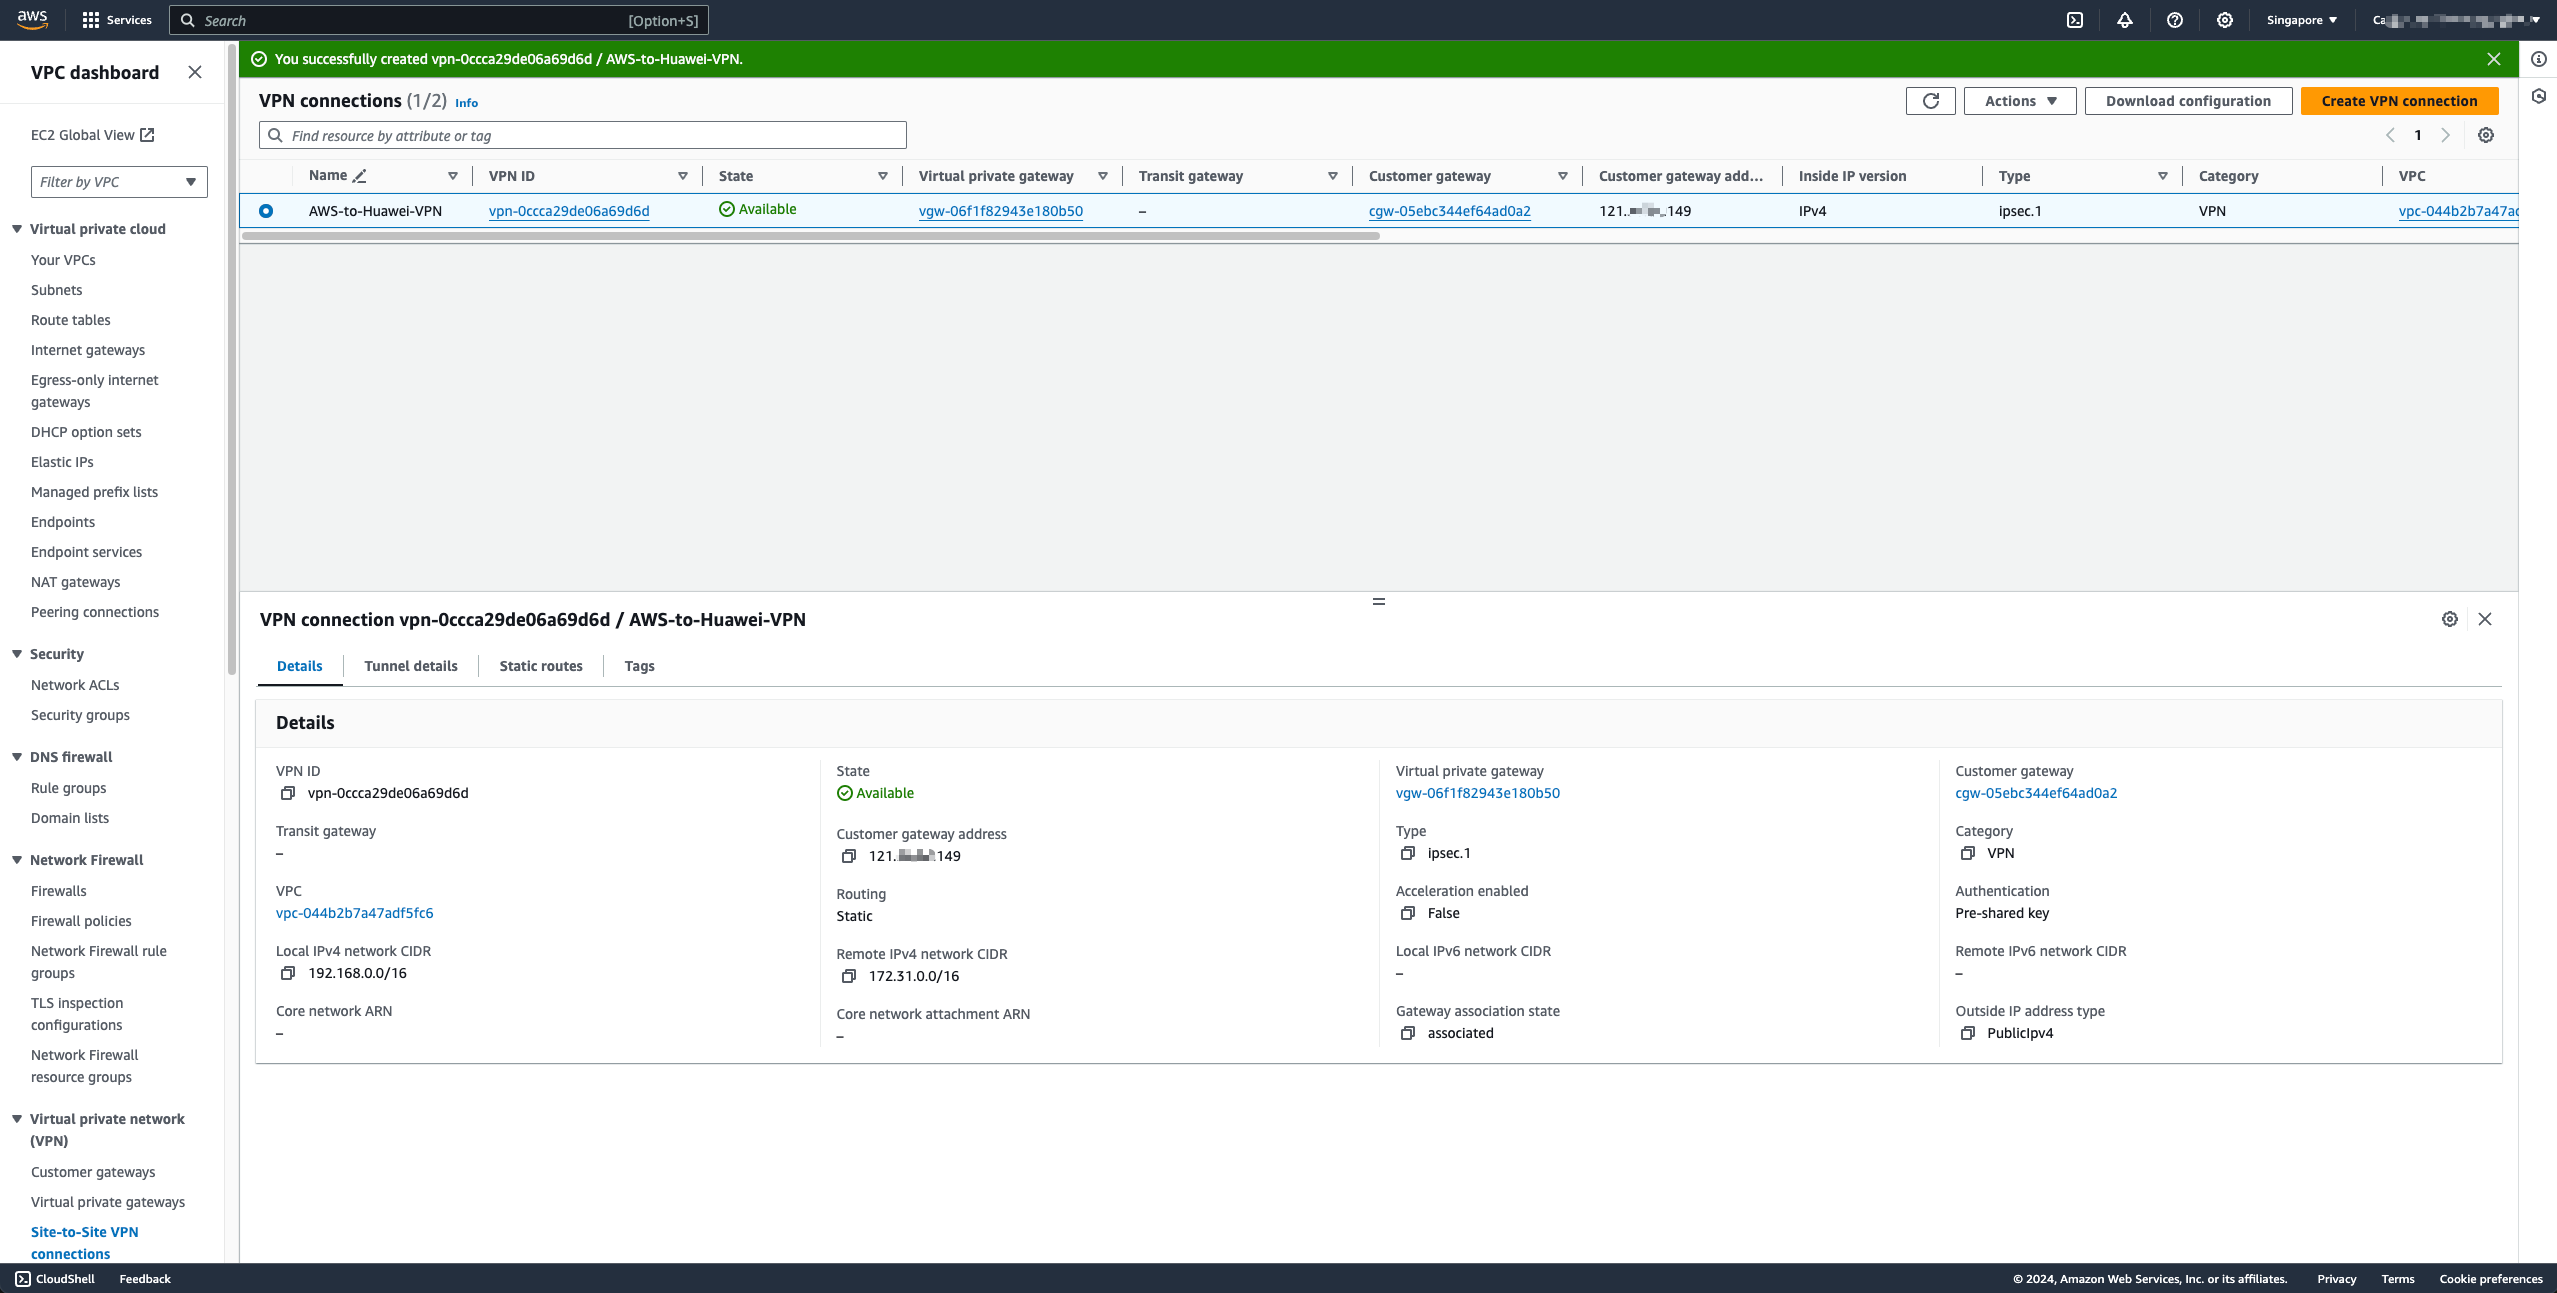 aws
Services
Search
[Option+S]
Singapore
VPC dashboard
EC2 Global View
Filter by VPC
Virtual private cloud
Your VPCs
Subnets
Route tables
Internet gateways
Egress-only internet
gateways
DHCP option sets
Elastic IPs
Managed prefix lists
Endpoints
Endpoint services
NAT gateways
Peering connections
Security
Network ACLs
Security groups
DNS firewall
Rule groups
Domain lists
Network Firewall
Firewalls
Firewall policies
Network Firewall rule
groups
TLS inspection
configurations
Network Firewall
resource groups
Virtual private network
(VPN)
Customer gateways
Virtual private gateways
Site-to-Site VPN
connections
You successfully created vpn-0ccca29de06a69d6d / AWS-to-Huawei-VPN.
VPN connections (1/2) Info
Actions
Download configuration
Create VPN connection
Find resource by attribute or tag
1
Name VPN ID State Virtual private gateway Transit gateway Customer gateway Customer gateway add... Inside IP version Type Category VPC
AWS-to-Huawei-VPN vpn-0ccca29de06a69d6d Available vgw-06f1f82943e180b50 – cgw-05ebc344ef64ad0a2 121. .149 IPv4 ipsec.1 VPN vpc-044b2b7a47ad
VPN connection vpn-0ccca29de06a69d6d / AWS-to-Huawei-VPN
Details Tunnel details Static routes Tags
Details
VPN ID
vpn-0ccca29de06a69d6d
Transit gateway
–
VPC
vpc-044b2b7a47adf5fc6
Local IPv4 network CIDR
192.168.0.0/16
Core network ARN
–
State
Available
Customer gateway address
121. .149
Routing
Static
Remote IPv4 network CIDR
172.31.0.0/16
Core network attachment ARN
–
Virtual private gateway
vgw-06f1f82943e180b50
Type
ipsec.1
Acceleration enabled
False
Local IPv6 network CIDR
–
Gateway association state
associated
Customer gateway
cgw-05ebc344ef64ad0a2
Category
VPN
Authentication
Pre-shared key
Remote IPv6 network CIDR
–
Outside IP address type
PublicIpv4
CloudShell
Feedback
© 2024, Amazon Web Services, Inc. or its affiliates.
Privacy
Terms
Cookie preferences